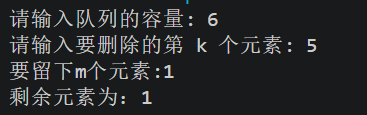 请输入队列的容量: 6
请输入要删除的第 k 个元素: 5
要留下m个元素:1
剩余元素为: 1